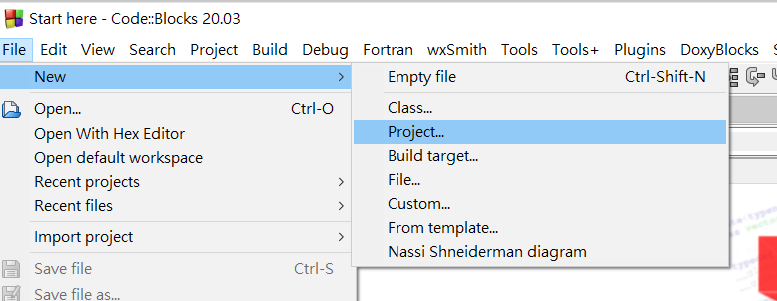 Start here - Code::Blocks 20.03
File Edit View Search Project Build Debug Fortran wxSmith Tools Tools+ Plugins DoxyBlocks
New
Empty file Ctrl-Shift-N
Open... Ctrl-O
Class...
Open With Hex Editor
Project...
Open default workspace
Build target...
Recent projects
File...
Recent files
Custom...
Import project
From template...
Nassi Shneiderman diagram
Save file Ctrl-S
Save file as...